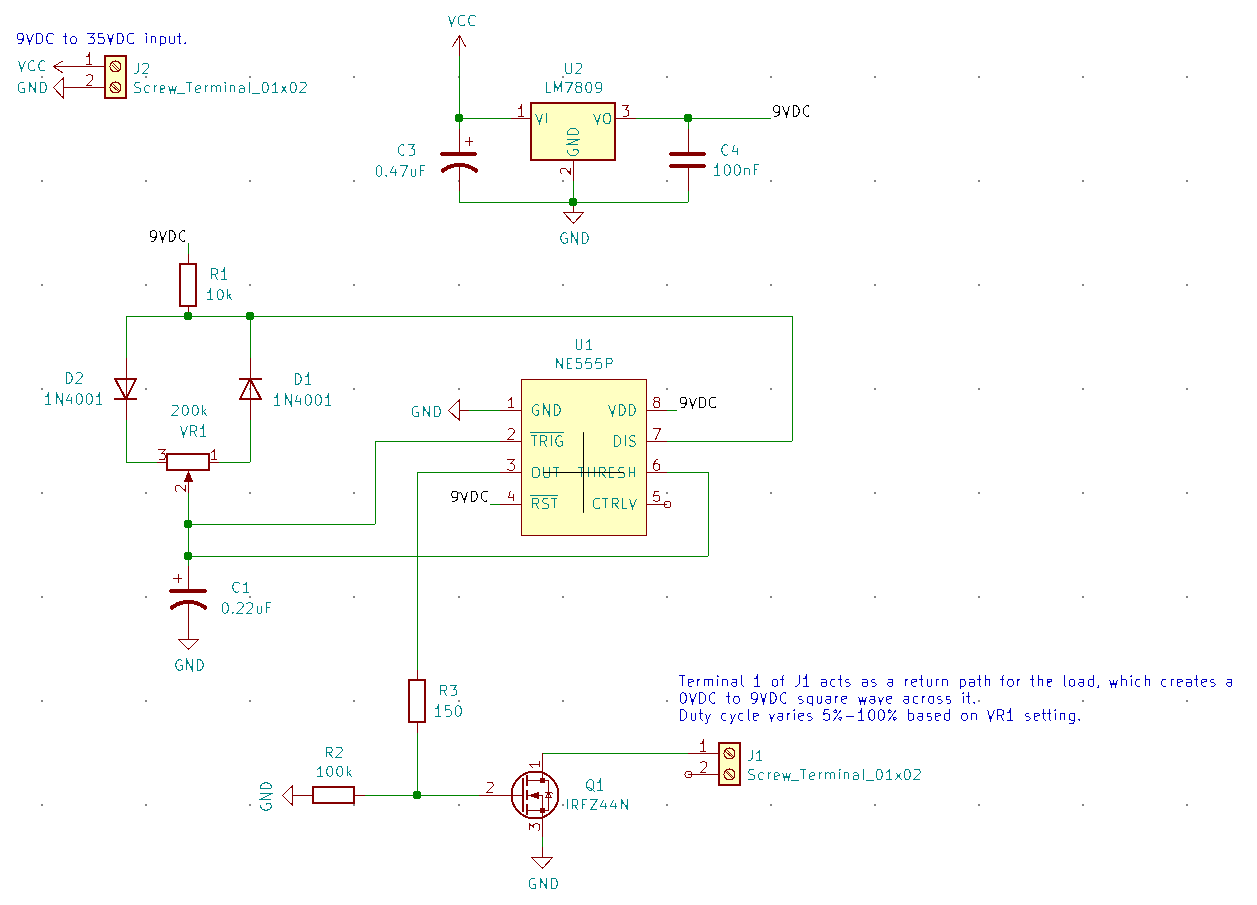 VCC
9VDC to 35VDC input.
VCC 1 J2
GND 2 Screw_Terminal_01x02
U2
LM7809
1 VI VO 3 9VDC
GND
2
C3 +
0.47uF
C4
100nF
GND
9VDC
R1
10k
U1
NE555P
D2
1N4001
D1
1N4001
200k
VR1
3 1
2
GND 1 GND VDD 8 9VDC
2 TRIG DIS 7
3 OUT THRESH 6
9VDC 4 RST CTRLV 5
+ C1
0.22uF
GND
R3
150
Terminal 1 of J1 acts as a return path for the load, which creates a
0VDC to 9VDC square wave across it.
Duty cycle varies 5%-100% based on VR1 setting.
R2
100k
GND
1
2 Q1
IRFZ44N
3
GND
1 J1
2 Screw_Terminal_01x02